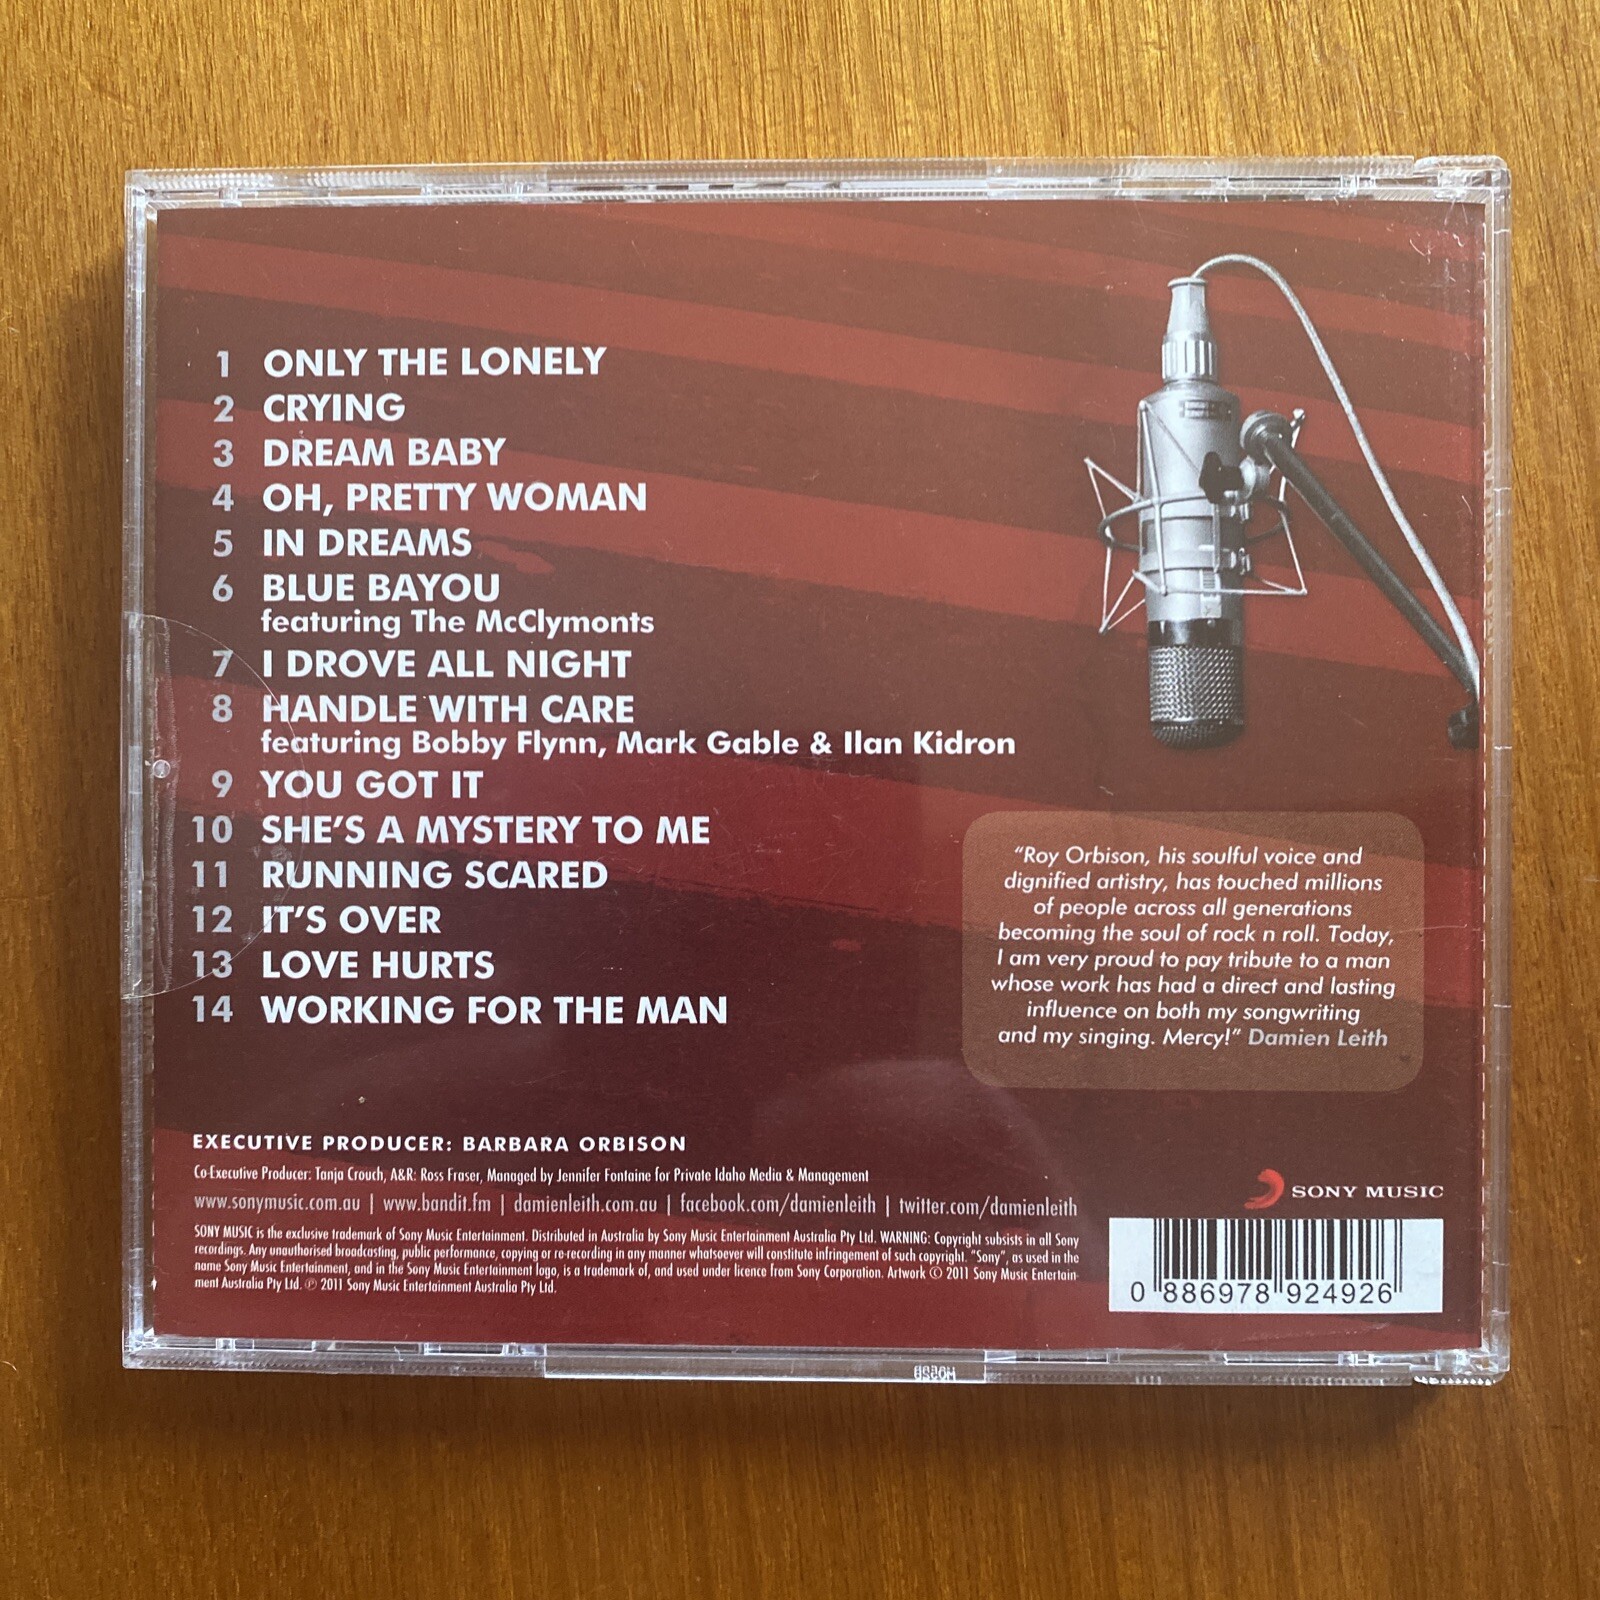 1 ONLY THE LONELY
2 CRYING
3 DREAM BABY
4 OH, PRETTY WOMAN
5 IN DREAMS
6 BLUE BAYOU
featuring The McClymonts
7 I DROVE ALL NIGHT
8 HANDLE WITH CARE
featuring Bobby Flynn, Mark Gable & Ilan Kidron
9 YOU GOT IT
10 SHE'S A MYSTERY TO ME
11 RUNNING SCARED
12 IT'S OVER
13 LOVE HURTS
14 WORKING FOR THE MAN
“Roy Orbison, his soulful voice and
dignified artistry, has touched millions
of people across all generations
becoming the soul of rock n roll. Today,
I am very proud to pay tribute to a man
whose work has had a direct and lasting
influence on both my songwriting
and my singing. Mercy!” Damien Leith
EXECUTIVE PRODUCER: BARBARA ORBISON
Co-Executive Producer: Tanja Crouch, A&R: Ross Fraser, Managed by Jennifer Fontaine for Private Idaho Media & Management
www.sonymusic.com.au | www.bandit.fm | damienleith.com.au | facebook.com/damienleith | twitter.com/damienleith
SONY MUSIC is the exclusive trademark of Sony Music Entertainment. Distributed in Australia by Sony Music Entertainment Australia Pty Ltd. WARNING: Copyright subsists in all Sony
recordings. Any unauthorised broadcasting, public performance, copying or re-recording in any manner whatsoever will constitute infringement of such copyright. "Sony", as used in the
name Sony Music Entertainment, and in the Sony Music Entertainment logo, is a trademark of, and used under licence from Sony Corporation. Artwork © 2011 Sony Music Entertain-
ment Australia Pty Ltd. ℗ 2011 Sony Music Entertainment Australia Pty Ltd.
SONY MUSIC
0 886978 924926